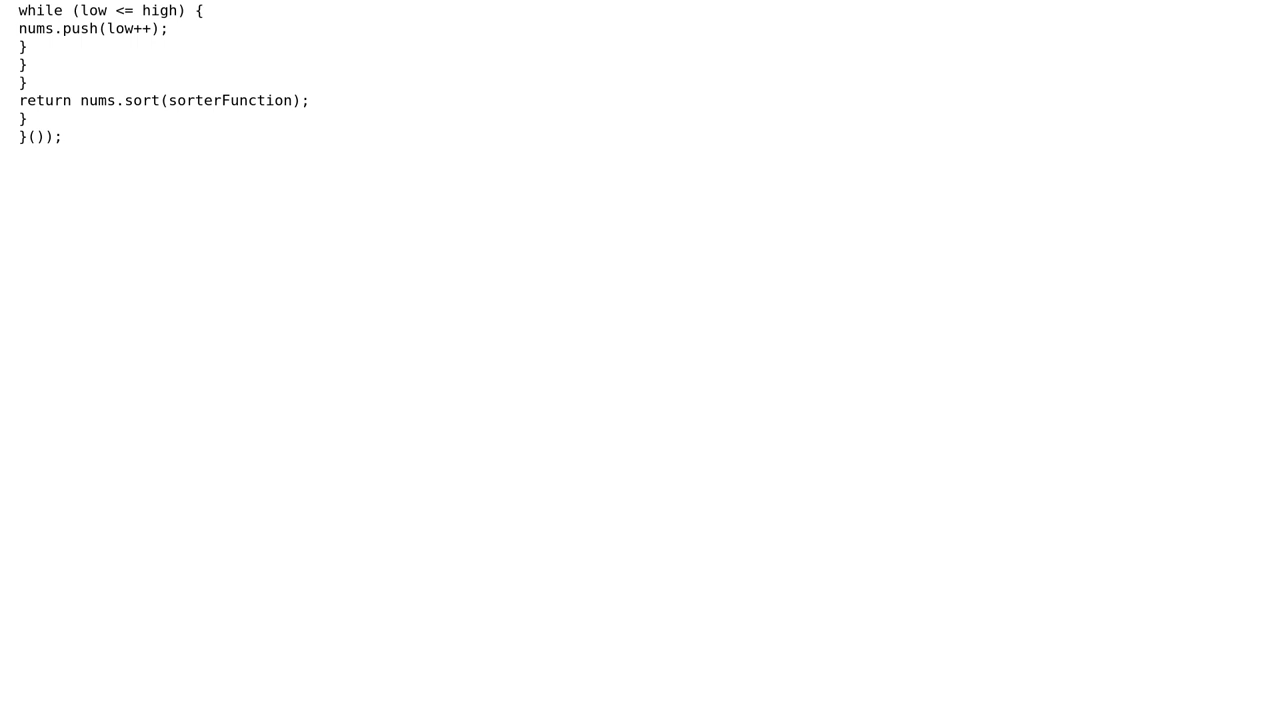 while (low <= high) {
nums.push(low++);
}
}
}
return nums.sort(sorterFunction);
}
}());